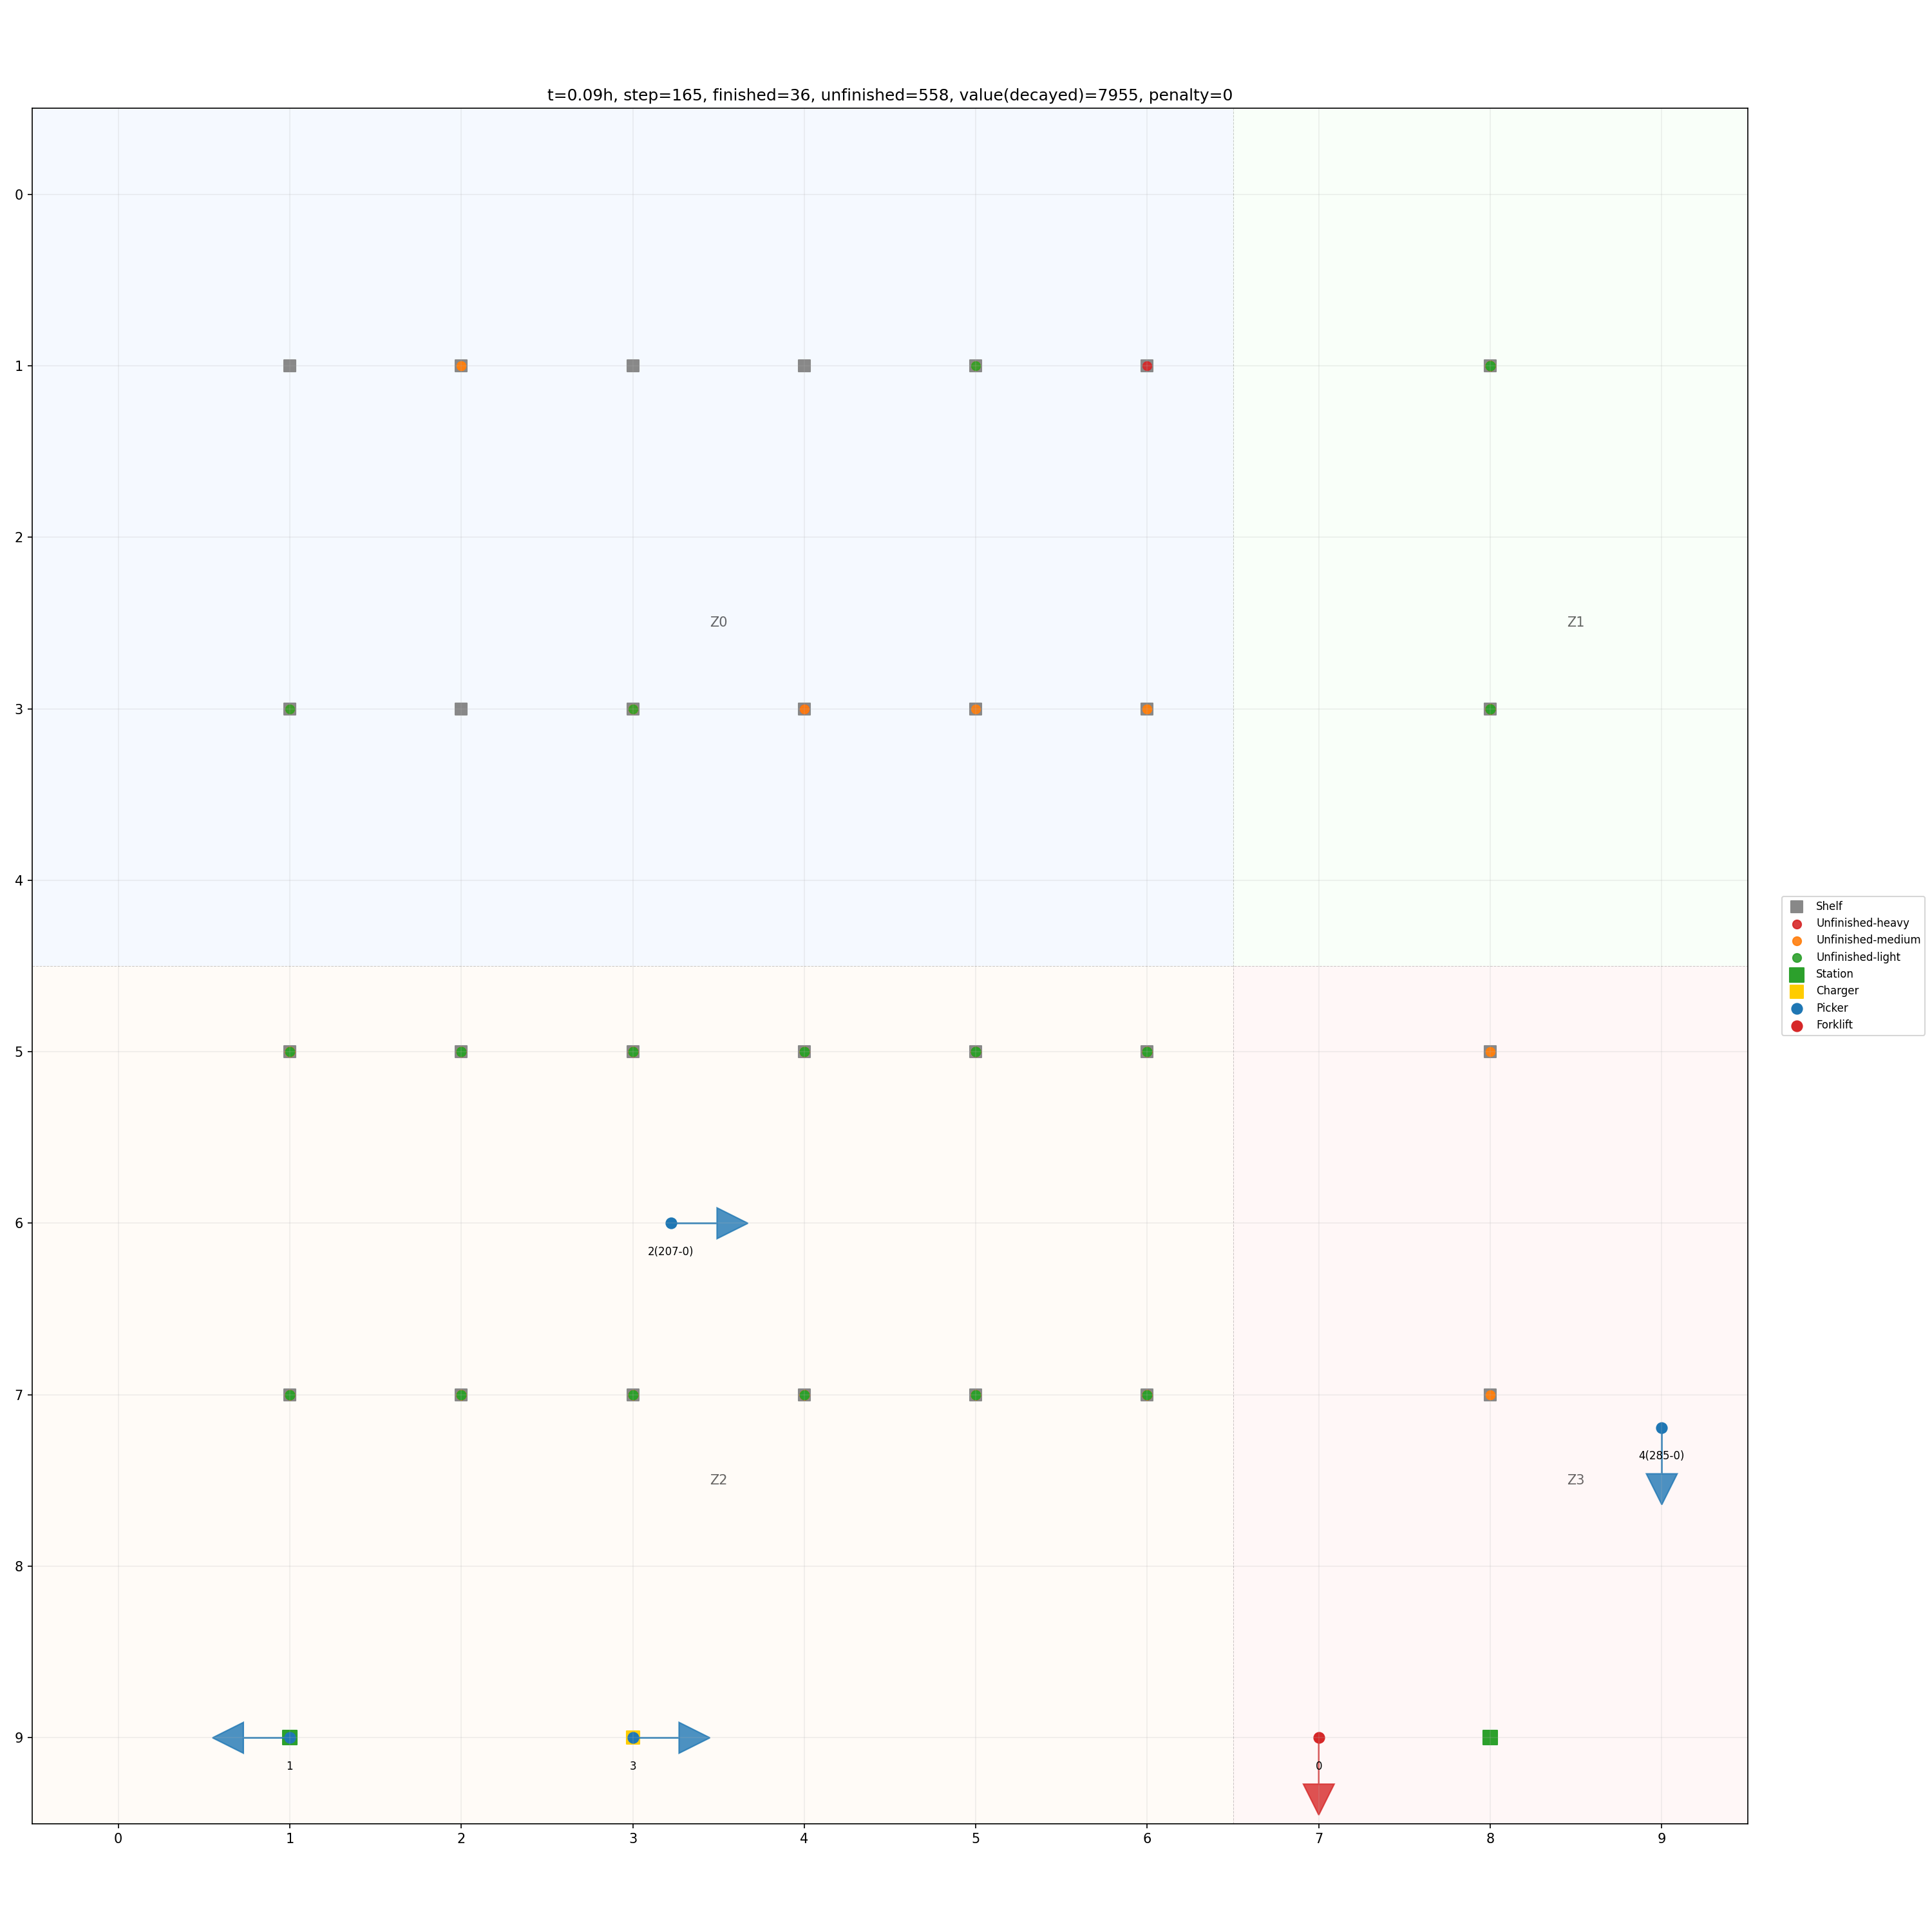 t=0.09h, step=165, finished=36, unfinished=558, value(decayed)=7955, penalty=0
0
1
2
Z0
Z1
3
4
Shelf
Unfinished-heavy
Unfinished-medium
Unfinished-light
Station
Charger
Picker
Forklift
5
6
2(207-0)
7
4(285-0)
Z2
Z3
8
9
1
3
0
0 1 2 3 4 5 6 7 8 9